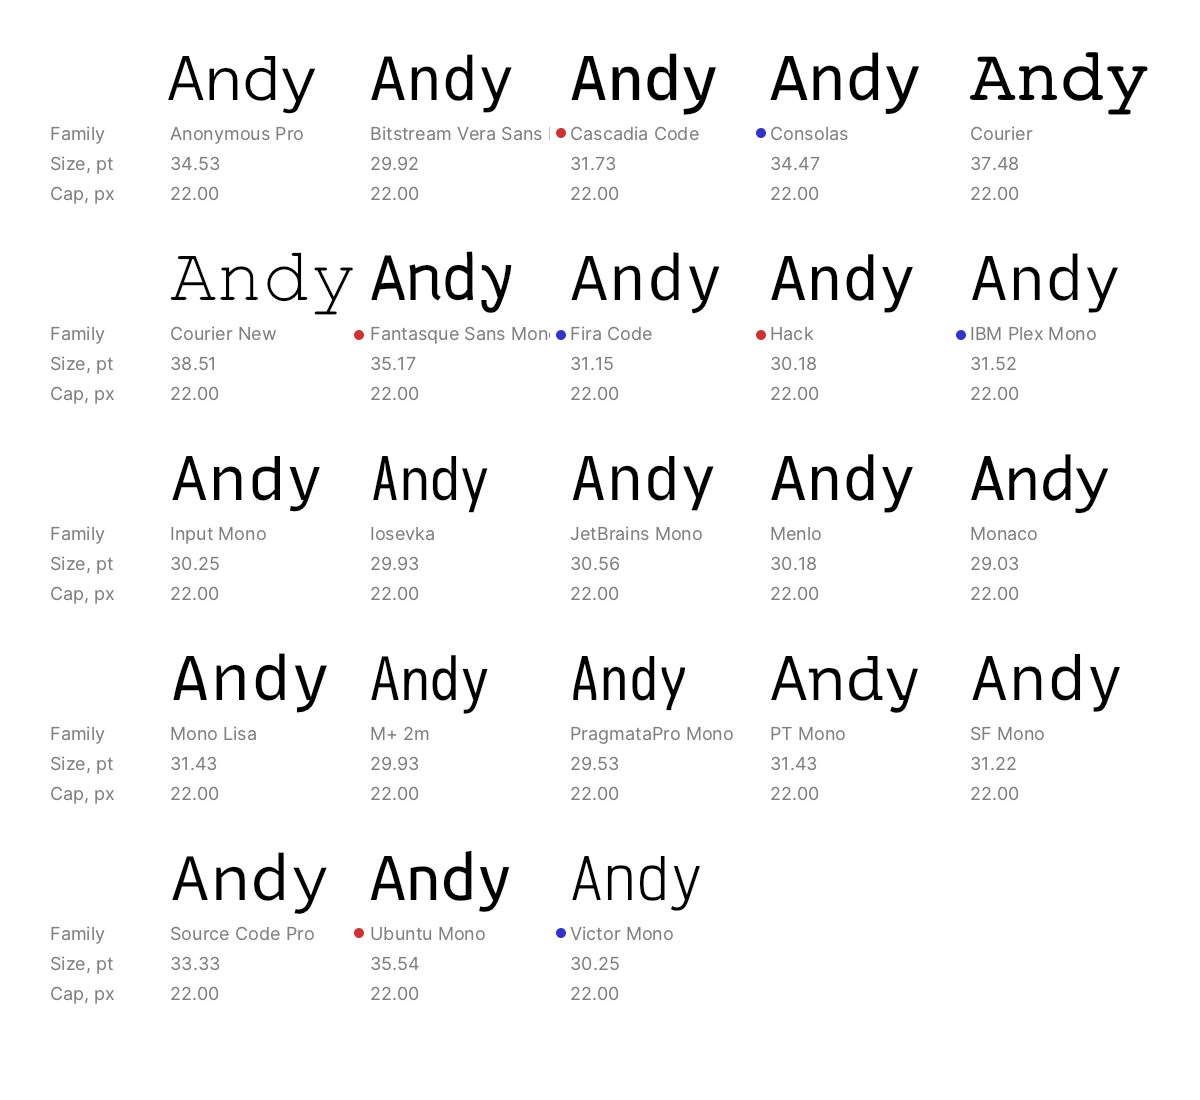 Andy Andy Andy Andy Andy
Family Anonymous Pro Bitstream Vera Sans Cascadia Code Consolas Courier
Size, pt 34.53 29.92 31.73 34.47 37.48
Cap, px 22.00 22.00 22.00 22.00 22.00
Andy Andy Andy Andy Andy
Family Courier New Fantasque Sans Mono Fira Code Hack IBM Plex Mono
Size, pt 38.51 35.17 31.15 30.18 31.52
Cap, px 22.00 22.00 22.00 22.00 22.00
Andy Andy Andy Andy Andy
Family Input Mono Iosevka JetBrains Mono Menlo Monaco
Size, pt 30.25 29.93 30.56 30.18 29.03
Cap, px 22.00 22.00 22.00 22.00 22.00
Andy Andy Andy Andy Andy
Family Mono Lisa M+ 2m PragmataPro Mono PT Mono SF Mono
Size, pt 31.43 29.93 29.53 31.43 31.22
Cap, px 22.00 22.00 22.00 22.00 22.00
Andy Andy Andy
Family Source Code Pro Ubuntu Mono Victor Mono
Size, pt 33.33 35.54 30.25
Cap, px 22.00 22.00 22.00